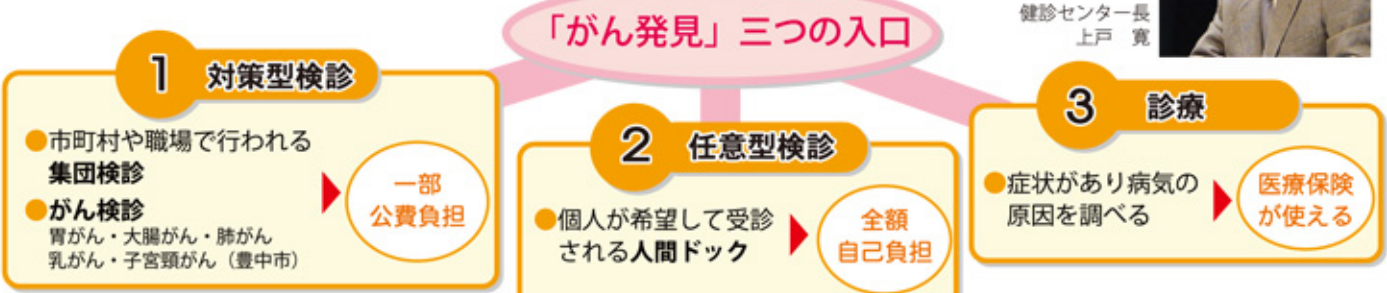 「がん発見」三つの入口
健診センター長
上戸 寛
1 対策型検診
●市町村や職場で行われる
集団検診
●がん検診
胃がん・大腸がん・肺がん
乳がん・子宮頸がん（豊中市）
一部
公費負担
2 任意型検診
●個人が希望して受診
される人間ドック
全額
自己負担
3 診療
●症状があり病気の
原因を調べる
医療保険
が使える